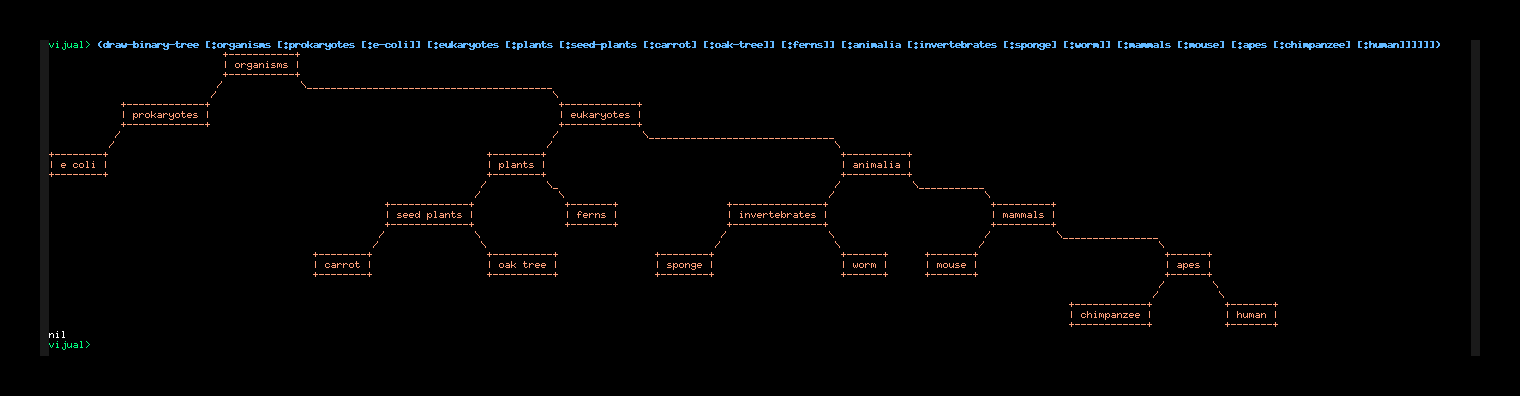 vijual> (draw-binary-tree [:organisms [:prokaryotes [:e-coli]] [:eukaryotes [:plants [:seed-plants [:carrot] [:oak-tree]] [:ferns]] [:animalia [:invertebrates [:sponge] [:worm]] [:mammals [:mouse] [:apes [:chimpanzee] [:human]]]]]])
organisms
prokaryotes eukaryotes
e coli plants animalia
seed plants ferns invertebrates mammals
carrot oak tree sponge worm mouse apes
chimpanzee human
nil
vijual>